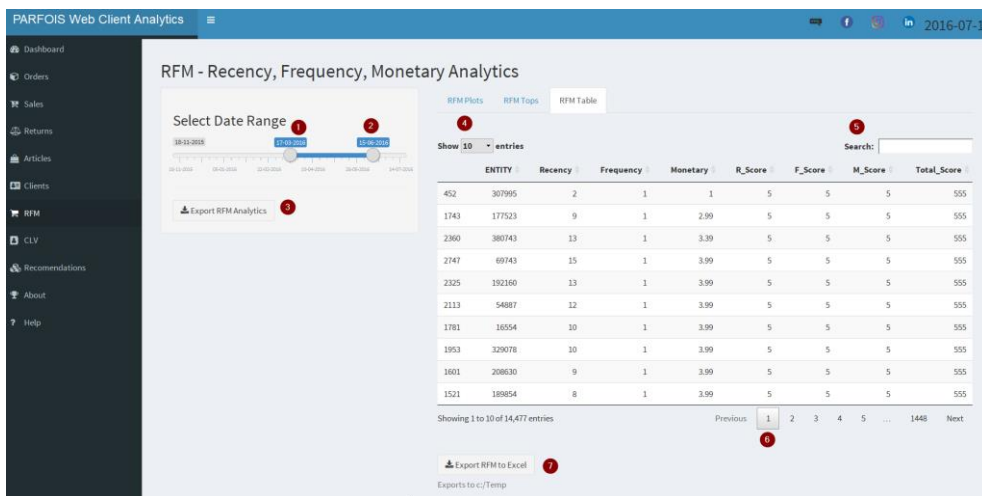 PARFOIS Web Client Analytics
2016-07-1
Dashboard
Orders
Sales
Returns
Articles
Clients
RFM
CLV
Recomendations
About
? Help
RFM - Recency, Frequency, Monetary Analytics
Select Date Range
1
2
18-11-2015
17-03-2016
15-06-2016
Export RFM Analytics
3
RFM Plots RFM Tops RFM Table
4
5
Show 10 entries
Search:
ENTITY Recency Frequency Monetary R_Score F_Score M_Score Total_Score
452 307995 2 1 1 5 5 5 555
1743 177523 9 1 2.99 5 5 5 555
2360 380743 13 1 3.39 5 5 5 555
2747 69743 15 1 3.99 5 5 5 555
2325 192160 13 1 3.99 5 5 5 555
2113 54887 12 1 3.99 5 5 5 555
1781 16554 10 1 3.99 5 5 5 555
1953 329078 10 1 3.99 5 5 5 555
1601 208630 9 1 3.99 5 5 5 555
1521 189854 8 1 3.99 5 5 5 555
Showing 1 to 10 of 14,477 entries
Previous 1 2 3 4 5 ... 1448 Next
6
Export RFM to Excel
7
Exports to c:/Temp